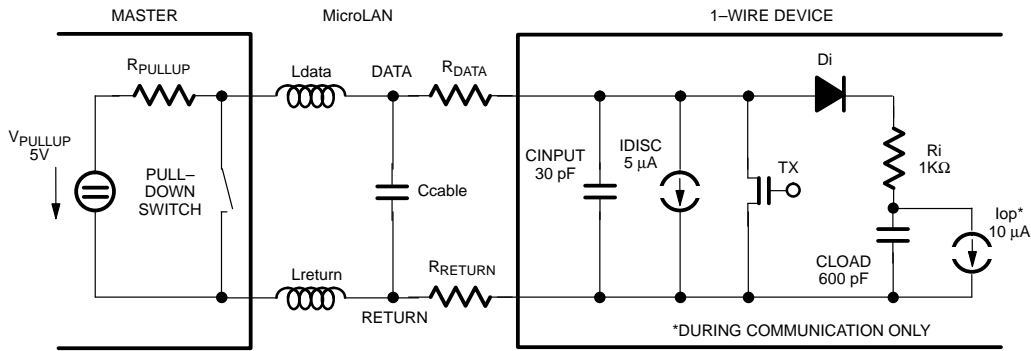 MASTER
MicroLAN
1–WIRE DEVICE
RPULLUP
Ldata
DATA
RDATA
Di
VPULLUP
5V
PULL–
DOWN
SWITCH
Ccable
CINPUT
30 pF
IDISC
5 µA
TX
Ri
1KΩ
Iop*
10 µA
CLOAD
600 pF
Lreturn
RETURN
RRETURN
*DURING COMMUNICATION ONLY